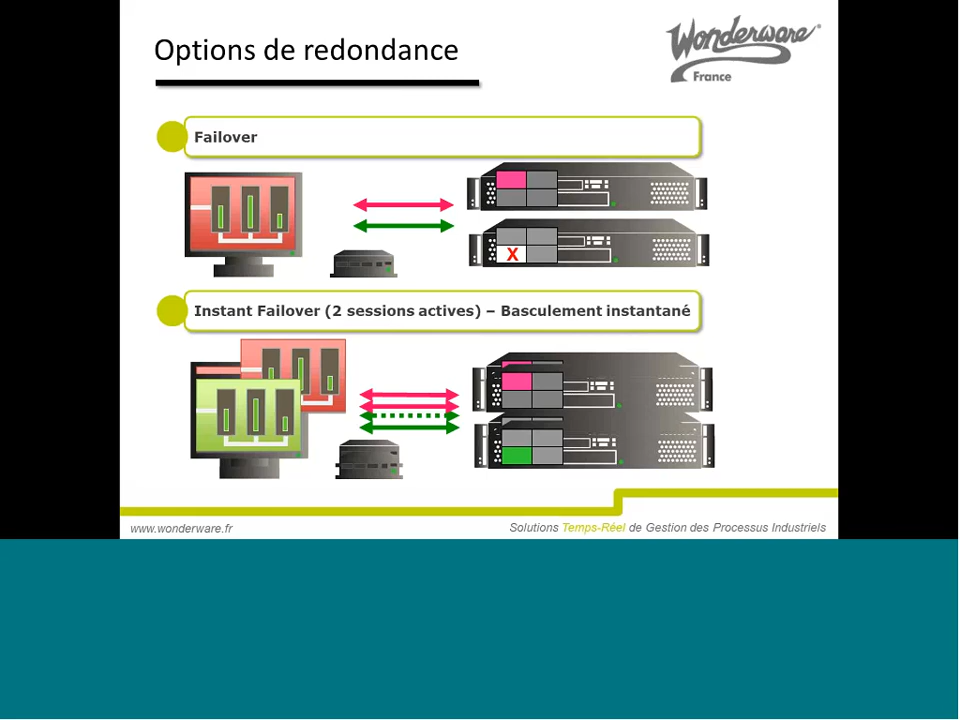 Options de redondance
Wonderware
France
Failover
X
Instant Failover (2 sessions actives) – Basculement instantané
www.wonderware.fr
Solutions Temps-Réel de Gestion des Processus Industriels